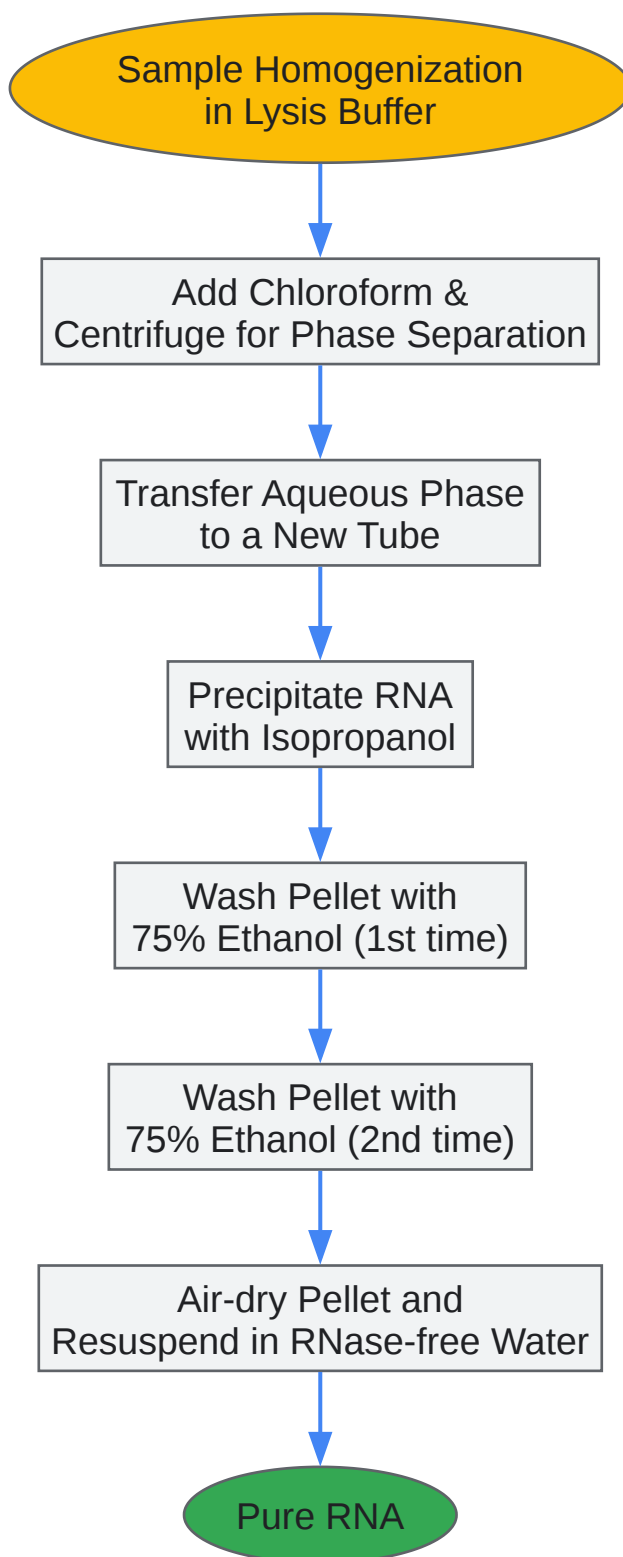 Sample Homogenization
in Lysis Buffer
Add Chloroform &
Centrifuge for Phase Separation
Transfer Aqueous Phase
to a New Tube
Precipitate RNA
with Isopropanol
Wash Pellet with
75% Ethanol (1st time)
Wash Pellet with
75% Ethanol (2nd time)
Air-dry Pellet and
Resuspend in RNase-free Water
Pure RNA